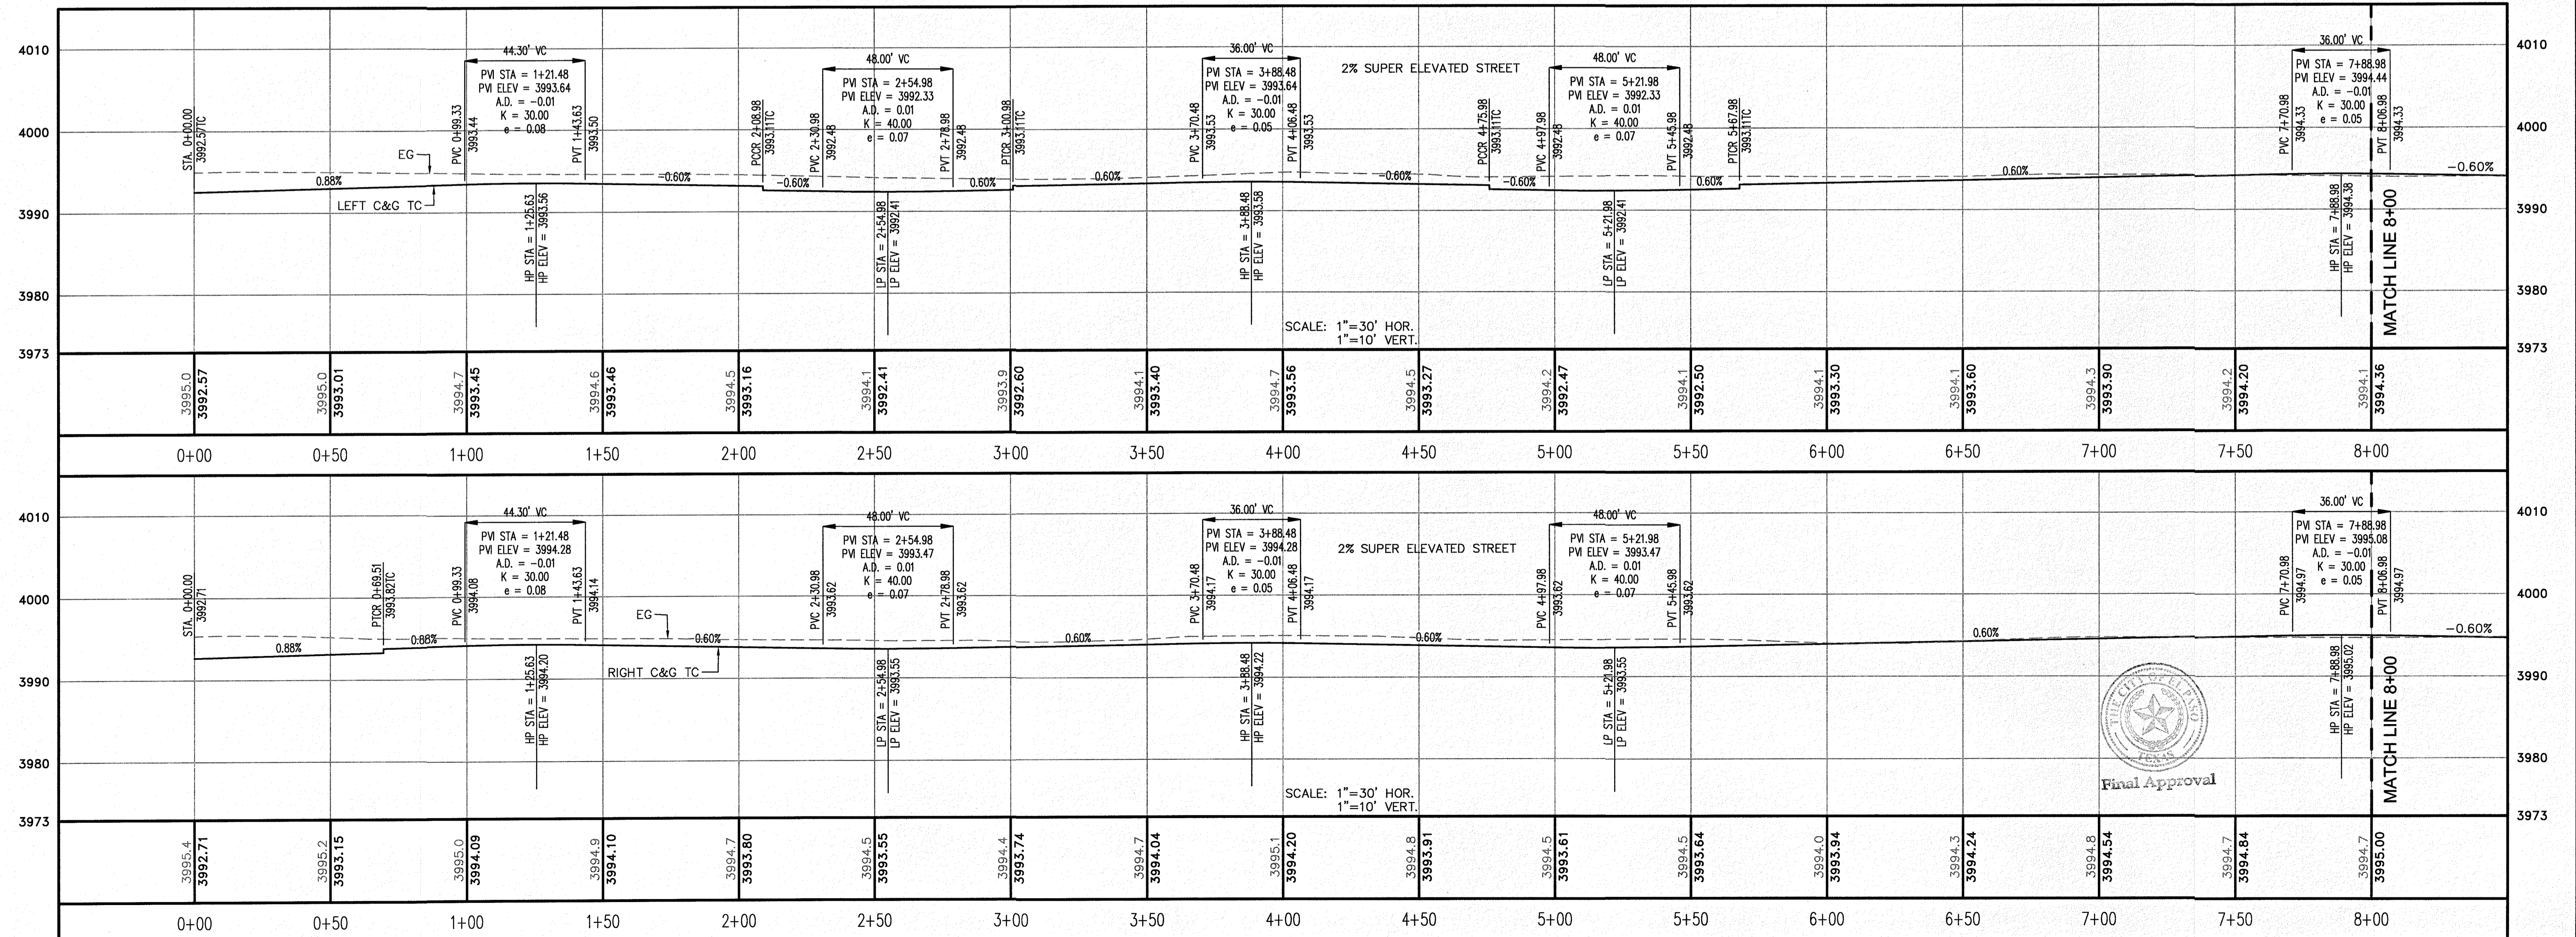 4010
4000
3990
3980
3973
4010
4000
3990
3980
3973
STA. 0+00.00
3992.57TC
0.88%
EG
LEFT C&G TC
PVC 0+99.33
3993.44
44.30' VC
PVI STA = 1+21.48
PVI ELEV = 3993.64
A.D. = -0.01
K = 30.00
e = 0.08
PVT 1+43.63
3993.50
HP STA = 1+25.63
HP ELEV = 3993.56
-0.60%
PCCR 2+08.98
3993.11TC
-0.60%
PVC 2+30.98
3992.48
48.00' VC
PVI STA = 2+54.98
PVI ELEV = 3992.33
A.D. = 0.01
K = 40.00
e = 0.07
PVT 2+78.98
3992.48
LP STA = 2+54.98
LP ELEV = 3992.41
0.60%
PTCR 3+00.98
3993.11TC
0.60%
PVC 3+70.48
3993.53
36.00' VC
PVI STA = 3+88.48
PVI ELEV = 3993.64
A.D. = -0.01
K = 30.00
e = 0.05
PVT 4+06.48
3993.53
HP STA = 3+88.48
HP ELEV = 3993.58
2% SUPER ELEVATED STREET
-0.60%
PCCR 4+75.98
3993.11TC
-0.60%
PVC 4+97.98
3992.48
48.00' VC
PVI STA = 5+21.98
PVI ELEV = 3992.33
A.D. = 0.01
K = 40.00
e = 0.07
PVT 5+45.98
3992.48
LP STA = 5+21.98
LP ELEV = 3992.41
0.60%
PTCR 5+67.98
3993.11TC
0.60%
PVC 7+70.98
3994.33
36.00' VC
PVI STA = 7+88.98
PVI ELEV = 3994.44
A.D. = -0.01
K = 30.00
e = 0.05
PVT 8+06.98
3994.33
HP STA = 7+88.98
HP ELEV = 3994.38
-0.60%
MATCH LINE 8+00
SCALE: 1"=30' HOR.
1"=10' VERT.
3995.0 3992.57
3995.0 3993.01
3994.7 3993.45
3994.6 3993.46
3994.5 3993.16
3994.1 3992.41
3993.9 3992.60
3994.1 3993.40
3994.7 3993.56
3994.5 3993.27
3994.2 3992.47
3994.1 3992.50
3994.1 3993.30
3994.1 3993.60
3994.3 3993.90
3994.2 3994.20
3994.1 3994.36
0+00 0+50 1+00 1+50 2+00 2+50 3+00 3+50 4+00 4+50 5+00 5+50 6+00 6+50 7+00 7+50 8+00
4010
4000
3990
3980
3973
4010
4000
3990
3980
3973
STA. 0+00.00
3992.71
0.88%
PTCR 0+69.51
3993.82TC
0.88%
PVC 0+99.33
3994.08
44.30' VC
PVI STA = 1+21.48
PVI ELEV = 3994.28
A.D. = -0.01
K = 30.00
e = 0.08
PVT 1+43.63
3994.14
HP STA = 1+25.63
HP ELEV = 3994.20
EG
RIGHT C&G TC
-0.60%
PVC 2+30.98
3993.62
48.00' VC
PVI STA = 2+54.98
PVI ELEV = 3993.47
A.D. = 0.01
K = 40.00
e = 0.07
PVT 2+78.98
3993.62
LP STA = 2+54.98
LP ELEV = 3993.55
0.60%
PVC 3+70.48
3994.17
36.00' VC
PVI STA = 3+88.48
PVI ELEV = 3994.28
A.D. = -0.01
K = 30.00
e = 0.05
PVT 4+06.48
3994.17
HP STA = 3+88.48
HP ELEV = 3994.22
2% SUPER ELEVATED STREET
-0.60%
PVC 4+97.98
3993.62
48.00' VC
PVI STA = 5+21.98
PVI ELEV = 3993.47
A.D. = 0.01
K = 40.00
e = 0.07
PVT 5+45.98
3993.62
LP STA = 5+21.98
LP ELEV = 3993.55
0.60%
PVC 7+70.98
3994.97
36.00' VC
PVI STA = 7+88.98
PVI ELEV = 3995.08
A.D. = -0.01
K = 30.00
e = 0.05
PVT 8+06.98
3994.97
HP STA = 7+88.98
HP ELEV = 3995.02
-0.60%
MATCH LINE 8+00
THE CITY OF EL PASO
TEXAS
Final Approval
SCALE: 1"=30' HOR.
1"=10' VERT.
3995.4 3992.71
3995.2 3993.15
3995.0 3994.09
3994.9 3994.10
3994.7 3993.80
3994.5 3993.55
3994.4 3993.74
3994.7 3994.04
3995.1 3994.20
3994.8 3993.91
3994.5 3993.61
3994.5 3993.64
3994.0 3993.94
3994.3 3994.24
3994.8 3994.54
3994.7 3994.84
3994.7 3995.00
0+00 0+50 1+00 1+50 2+00 2+50 3+00 3+50 4+00 4+50 5+00 5+50 6+00 6+50 7+00 7+50 8+00